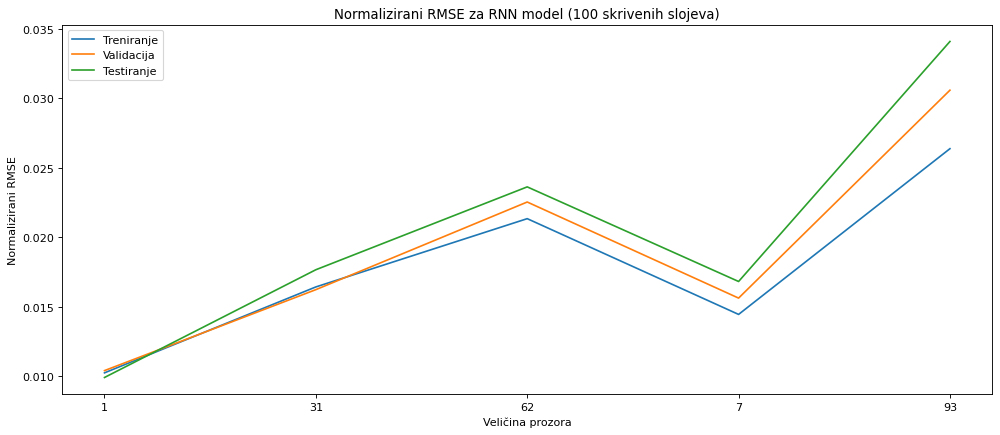 Normalizirani RMSE za RNN model (100 skrivenih slojeva)
Treniranje
Validacija
Testiranje
Normalizirani RMSE
0.035
0.030
0.025
0.020
0.015
0.010
1 31 62 7 93
Veličina prozora